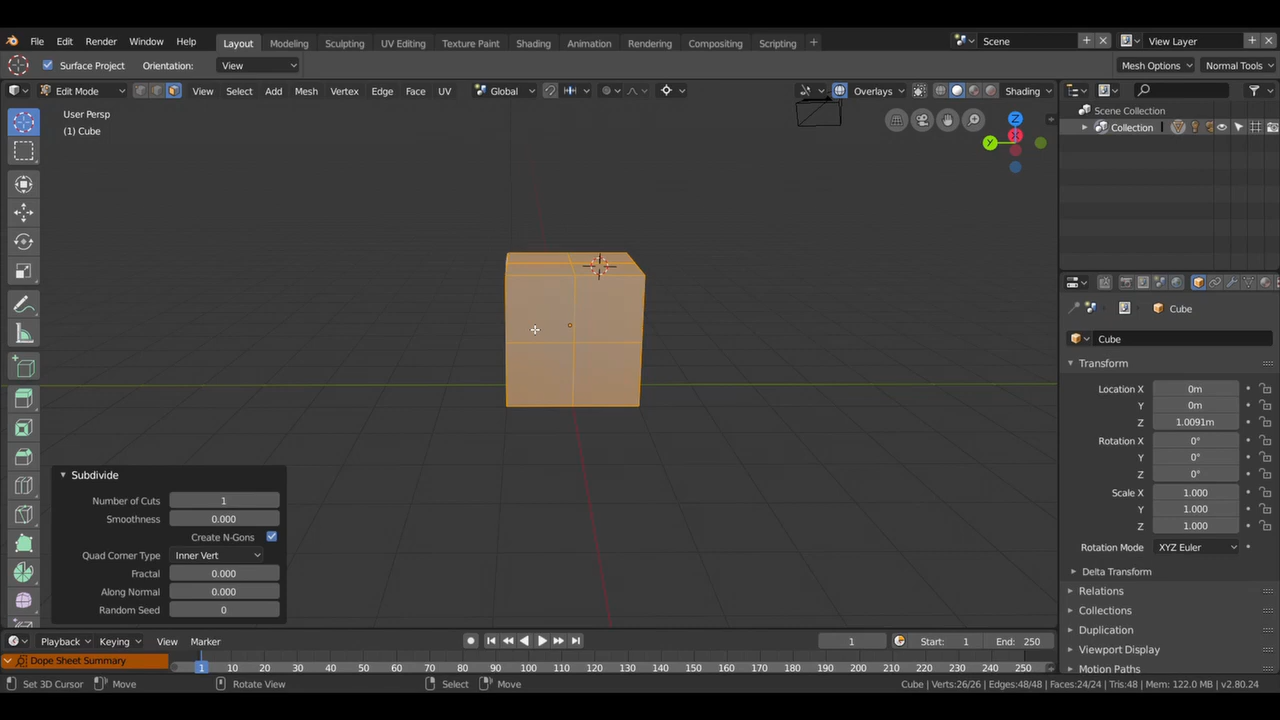 File Edit Render Window Help Layout Modeling Sculpting UV Editing Texture Paint Shading Animation Rendering Compositing Scripting + Scene View Layer
Surface Project Orientation: View Mesh Options Normal Tools
Edit Mode View Select Add Mesh Vertex Edge Face UV Global Overlays Shading
User Persp
(1) Cube
Z
X
Y
Scene Collection
Collection
Cube
Cube
Transform
Location X 0m
Y 0m
Z 1.0091m
Rotation X 0°
Y 0°
Z 0°
Scale X 1.000
Y 1.000
Z 1.000
Rotation Mode XYZ Euler
Delta Transform
Relations
Collections
Duplication
Viewport Display
Motion Paths
Subdivide
Number of Cuts 1
Smoothness 0.000
Create N-Gons
Quad Corner Type Inner Vert
Fractal 0.000
Along Normal 0.000
Random Seed 0
Playback Keying View Marker 1 Start: 1 End: 250
Dope Sheet Summary 1 10 20 30 40 50 60 70 80 90 100 110 120 130 140 150 160 170 180 190 200 210 220 230 240 250
Set 3D Cursor Move Rotate View Select Move Cube | Verts:26/26 | Edges:48/48 | Faces:24/24 | Tris:48 | Mem: 122.0 MB | v2.80.24